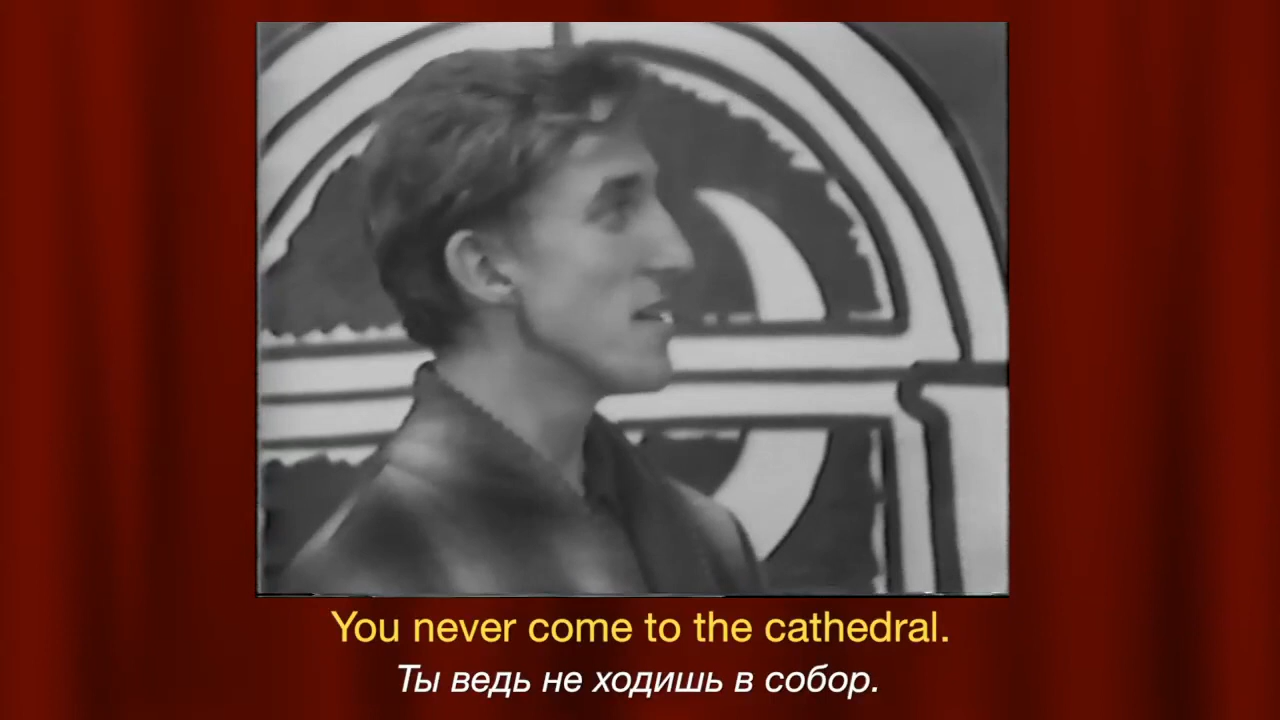 You never come to the cathedral.
Ты ведь не ходишь в собор.